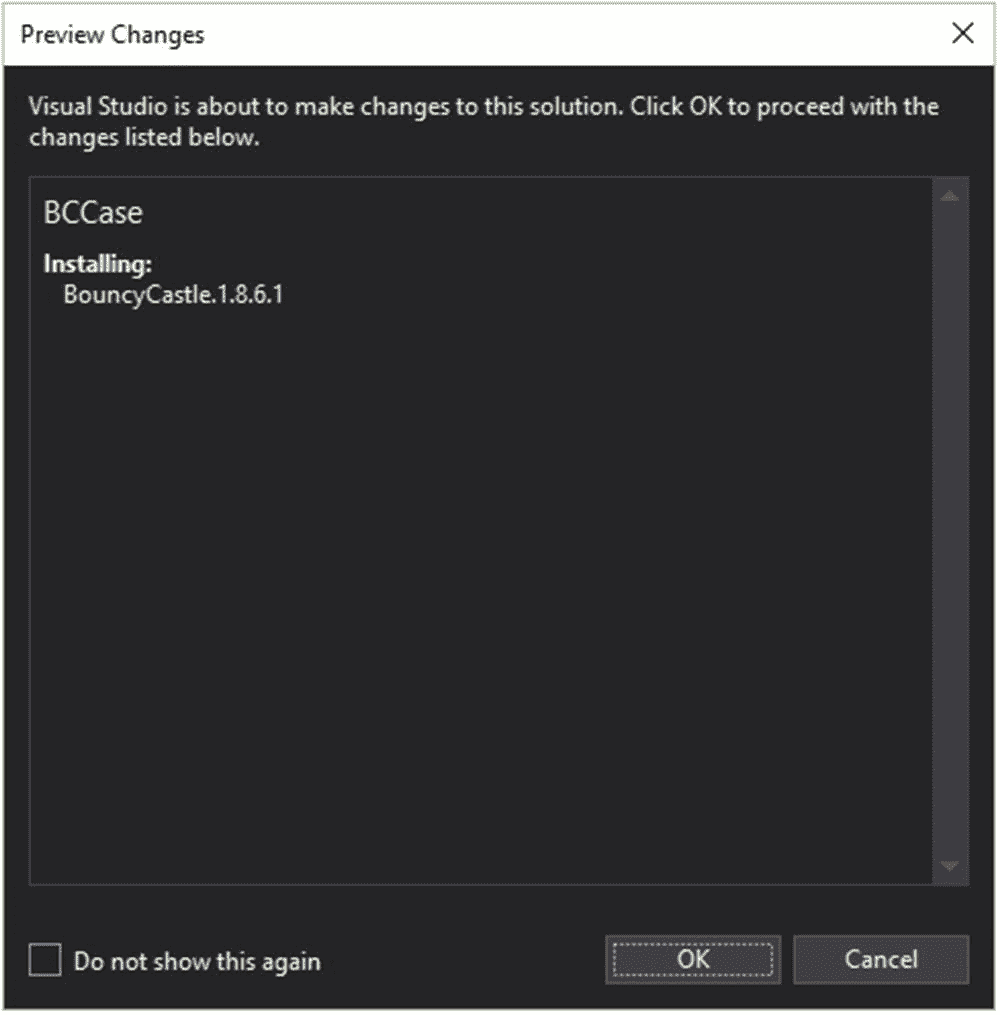 Preview Changes
Visual Studio is about to make changes to this solution. Click OK to proceed with the
changes listed below.
BCCase
Installing:
BouncyCastle.1.8.6.1
Do not show this again
OK
Cancel